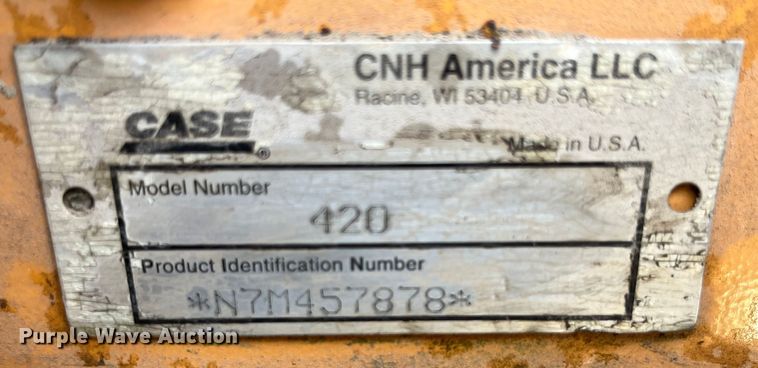 CNH America LLC
Racine, WI 53404 U.S.A.
CASE®
Made in U.S.A.
Model Number
420
Product Identification Number
*N7M457878*
Purple Wave Auction